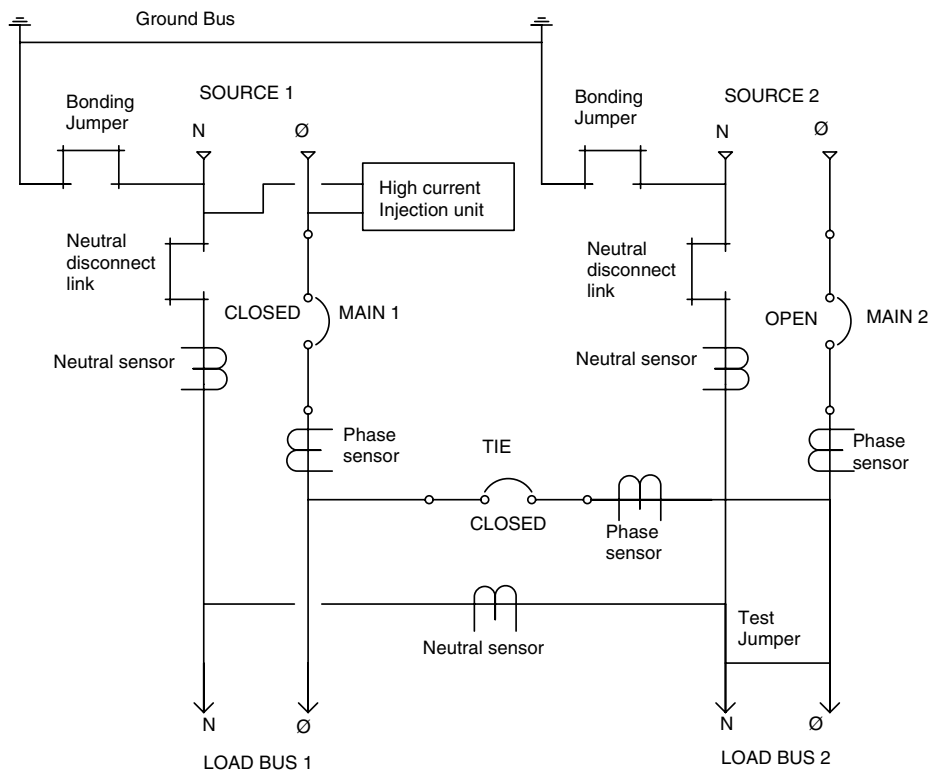 Ground Bus
Bonding
Jumper
SOURCE 1
N
Ø
High current
Injection unit
Neutral
disconnect
link
CLOSED
MAIN 1
Neutral sensor
Phase
sensor
TIE
CLOSED
Phase
sensor
Neutral sensor
N
Ø
LOAD BUS 1
Bonding
Jumper
SOURCE 2
N
Ø
Neutral
disconnect
link
OPEN
MAIN 2
Neutral sensor
Phase
sensor
Test
Jumper
N
Ø
LOAD BUS 2